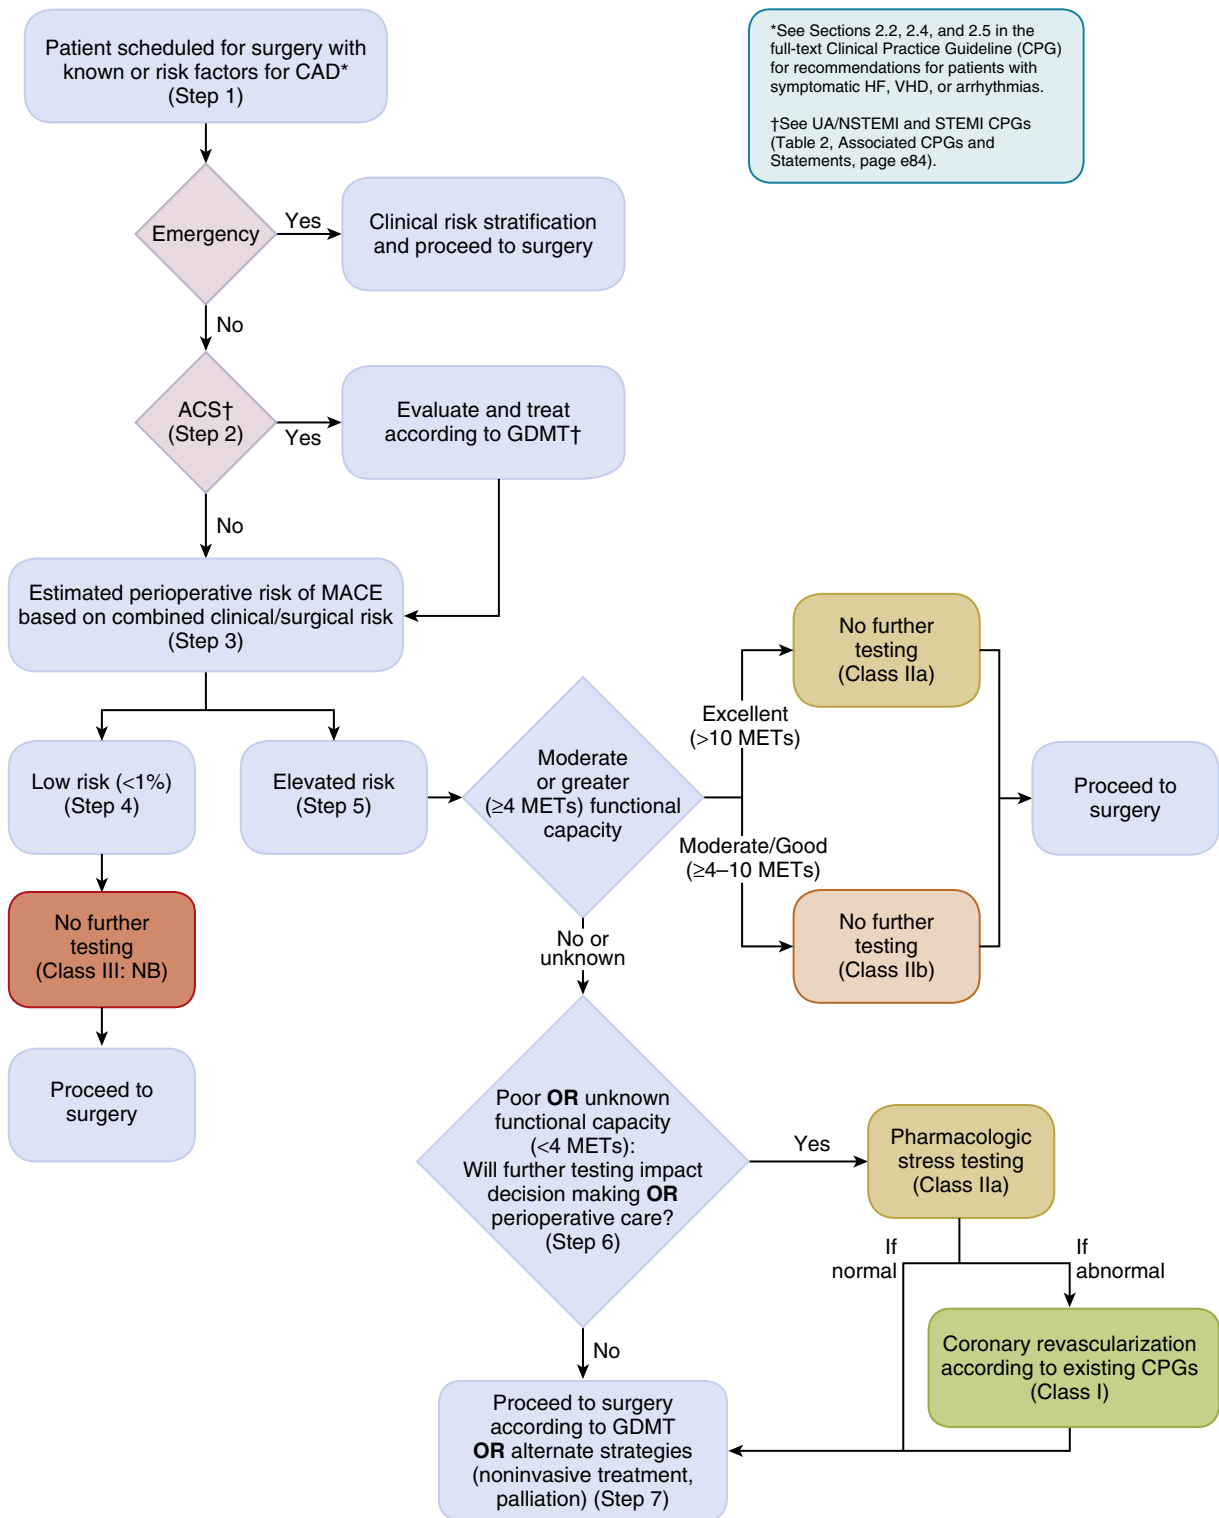 Patient scheduled for surgery with
known or risk factors for CAD*
(Step 1)
*See Sections 2.2, 2.4, and 2.5 in the
full-text Clinical Practice Guideline (CPG)
for recommendations for patients with
symptomatic HF, VHD, or arrhythmias.
†See UA/NSTEMI and STEMI CPGs
(Table 2, Associated CPGs and
Statements, page e84).
Emergency
Yes
Clinical risk stratification
and proceed to surgery
No
ACS†
(Step 2)
Yes
Evaluate and treat
according to GDMT†
No
Estimated perioperative risk of MACE
based on combined clinical/surgical risk
(Step 3)
Low risk (<1%)
(Step 4)
Elevated risk
(Step 5)
Moderate
or greater
(≥4 METs) functional
capacity
Excellent
(>10 METs)
No further
testing
(Class IIa)
Moderate/Good
(≥4–10 METs)
No further
testing
(Class IIb)
Proceed to
surgery
No further
testing
(Class III: NB)
Proceed to
surgery
No or
unknown
Poor OR unknown
functional capacity
(<4 METs):
Will further testing impact
decision making OR
perioperative care?
(Step 6)
Yes
Pharmacologic
stress testing
(Class IIa)
If
normal
If
abnormal
Coronary revascularization
according to existing CPGs
(Class I)
No
Proceed to surgery
according to GDMT
OR alternate strategies
(noninvasive treatment,
palliation) (Step 7)